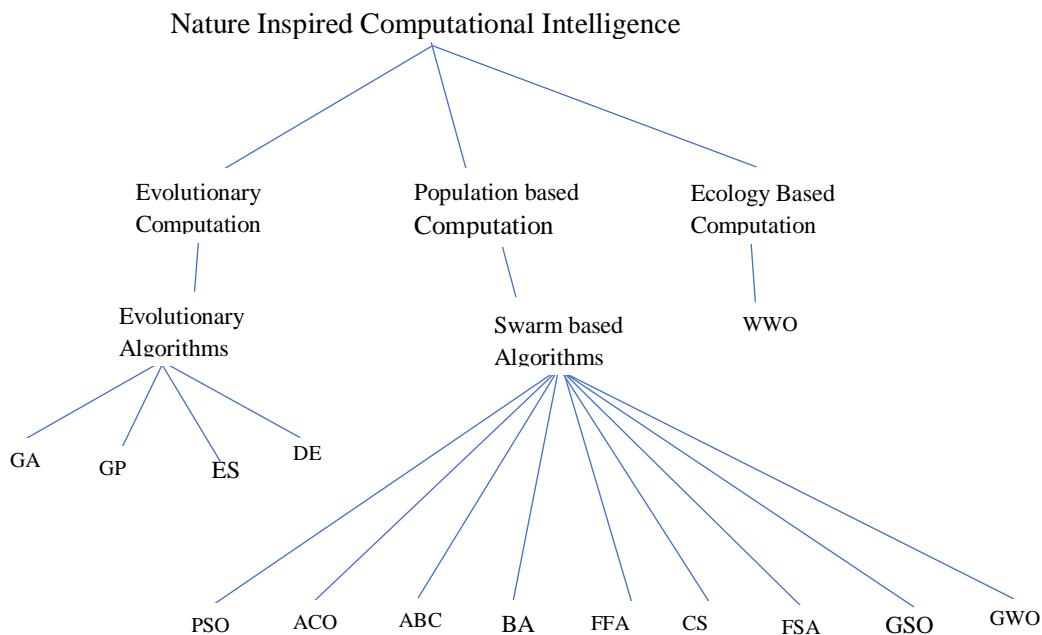 Nature Inspired Computational Intelligence
Evolutionary
Computation
Population based
Computation
Ecology Based
Computation
Evolutionary
Algorithms
Swarm based
Algorithms
WWO
GA
GP
ES
DE
PSO
ACO
ABC
BA
FFA
CS
FSA
GSO
GWO